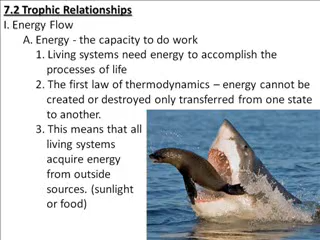 7.2 Trophic Relationships
I. Energy Flow
A. Energy - the capacity to do work
1. Living systems need energy to accomplish the
processes of life
2. The first law of thermodynamics – energy cannot be
created or destroyed only transferred from one state
to another.
3. This means that all
living systems
acquire energy
from outside
sources. (sunlight
or food)